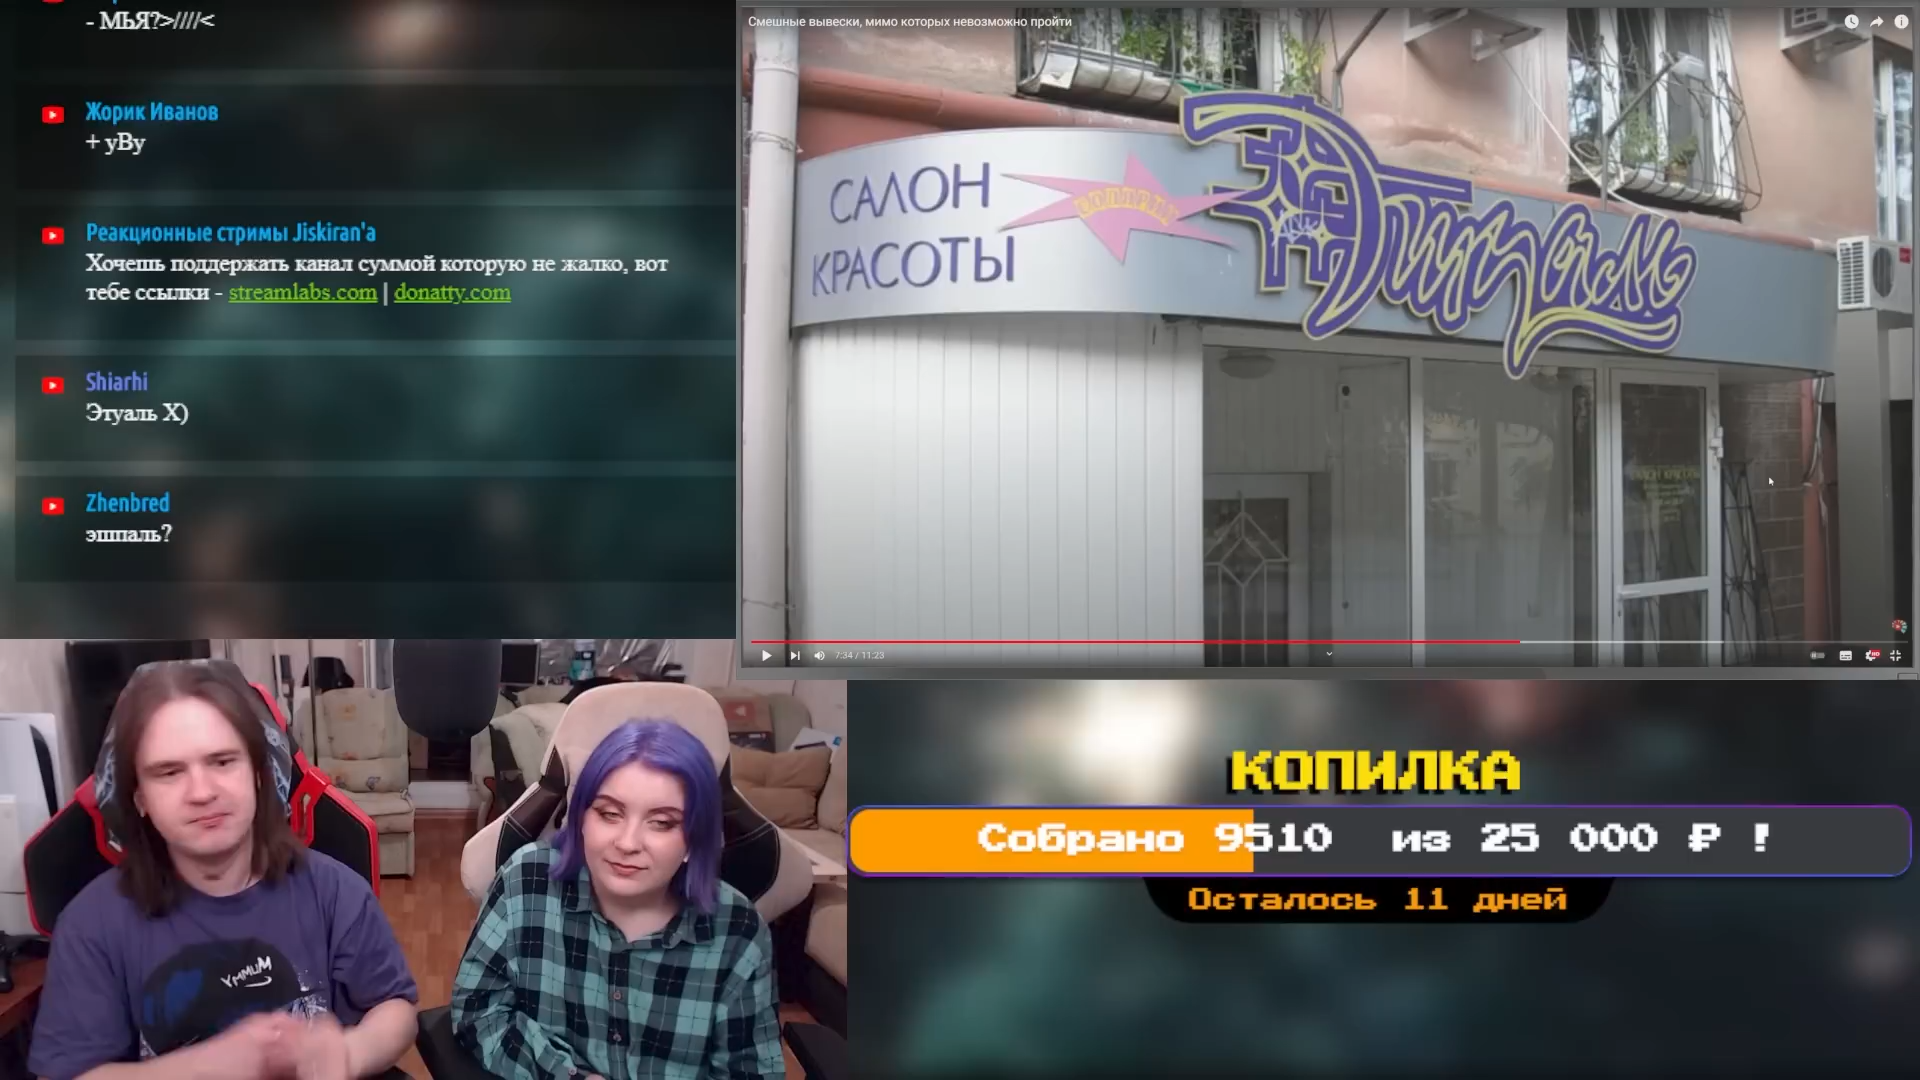 - МЬЯ?>////<
Жорик Иванов
+ уВу
Реакционные стримы Jiskiran'a
Хочешь поддержать канал суммой которую не жалко, вот
тебе ссылки - streamlabs.com | donatty.com
Shiarhi
Этуаль X)
Zhenbred
эшпаль?
Смешные вывески, мимо которых невозможно пройти
САЛОН
КРАСОТЫ
СОЛЯРИЙ
7:34 / 11:23
КОПИЛКА
Собрано 9510 из 25 000 ₽ !
Осталось 11 дней